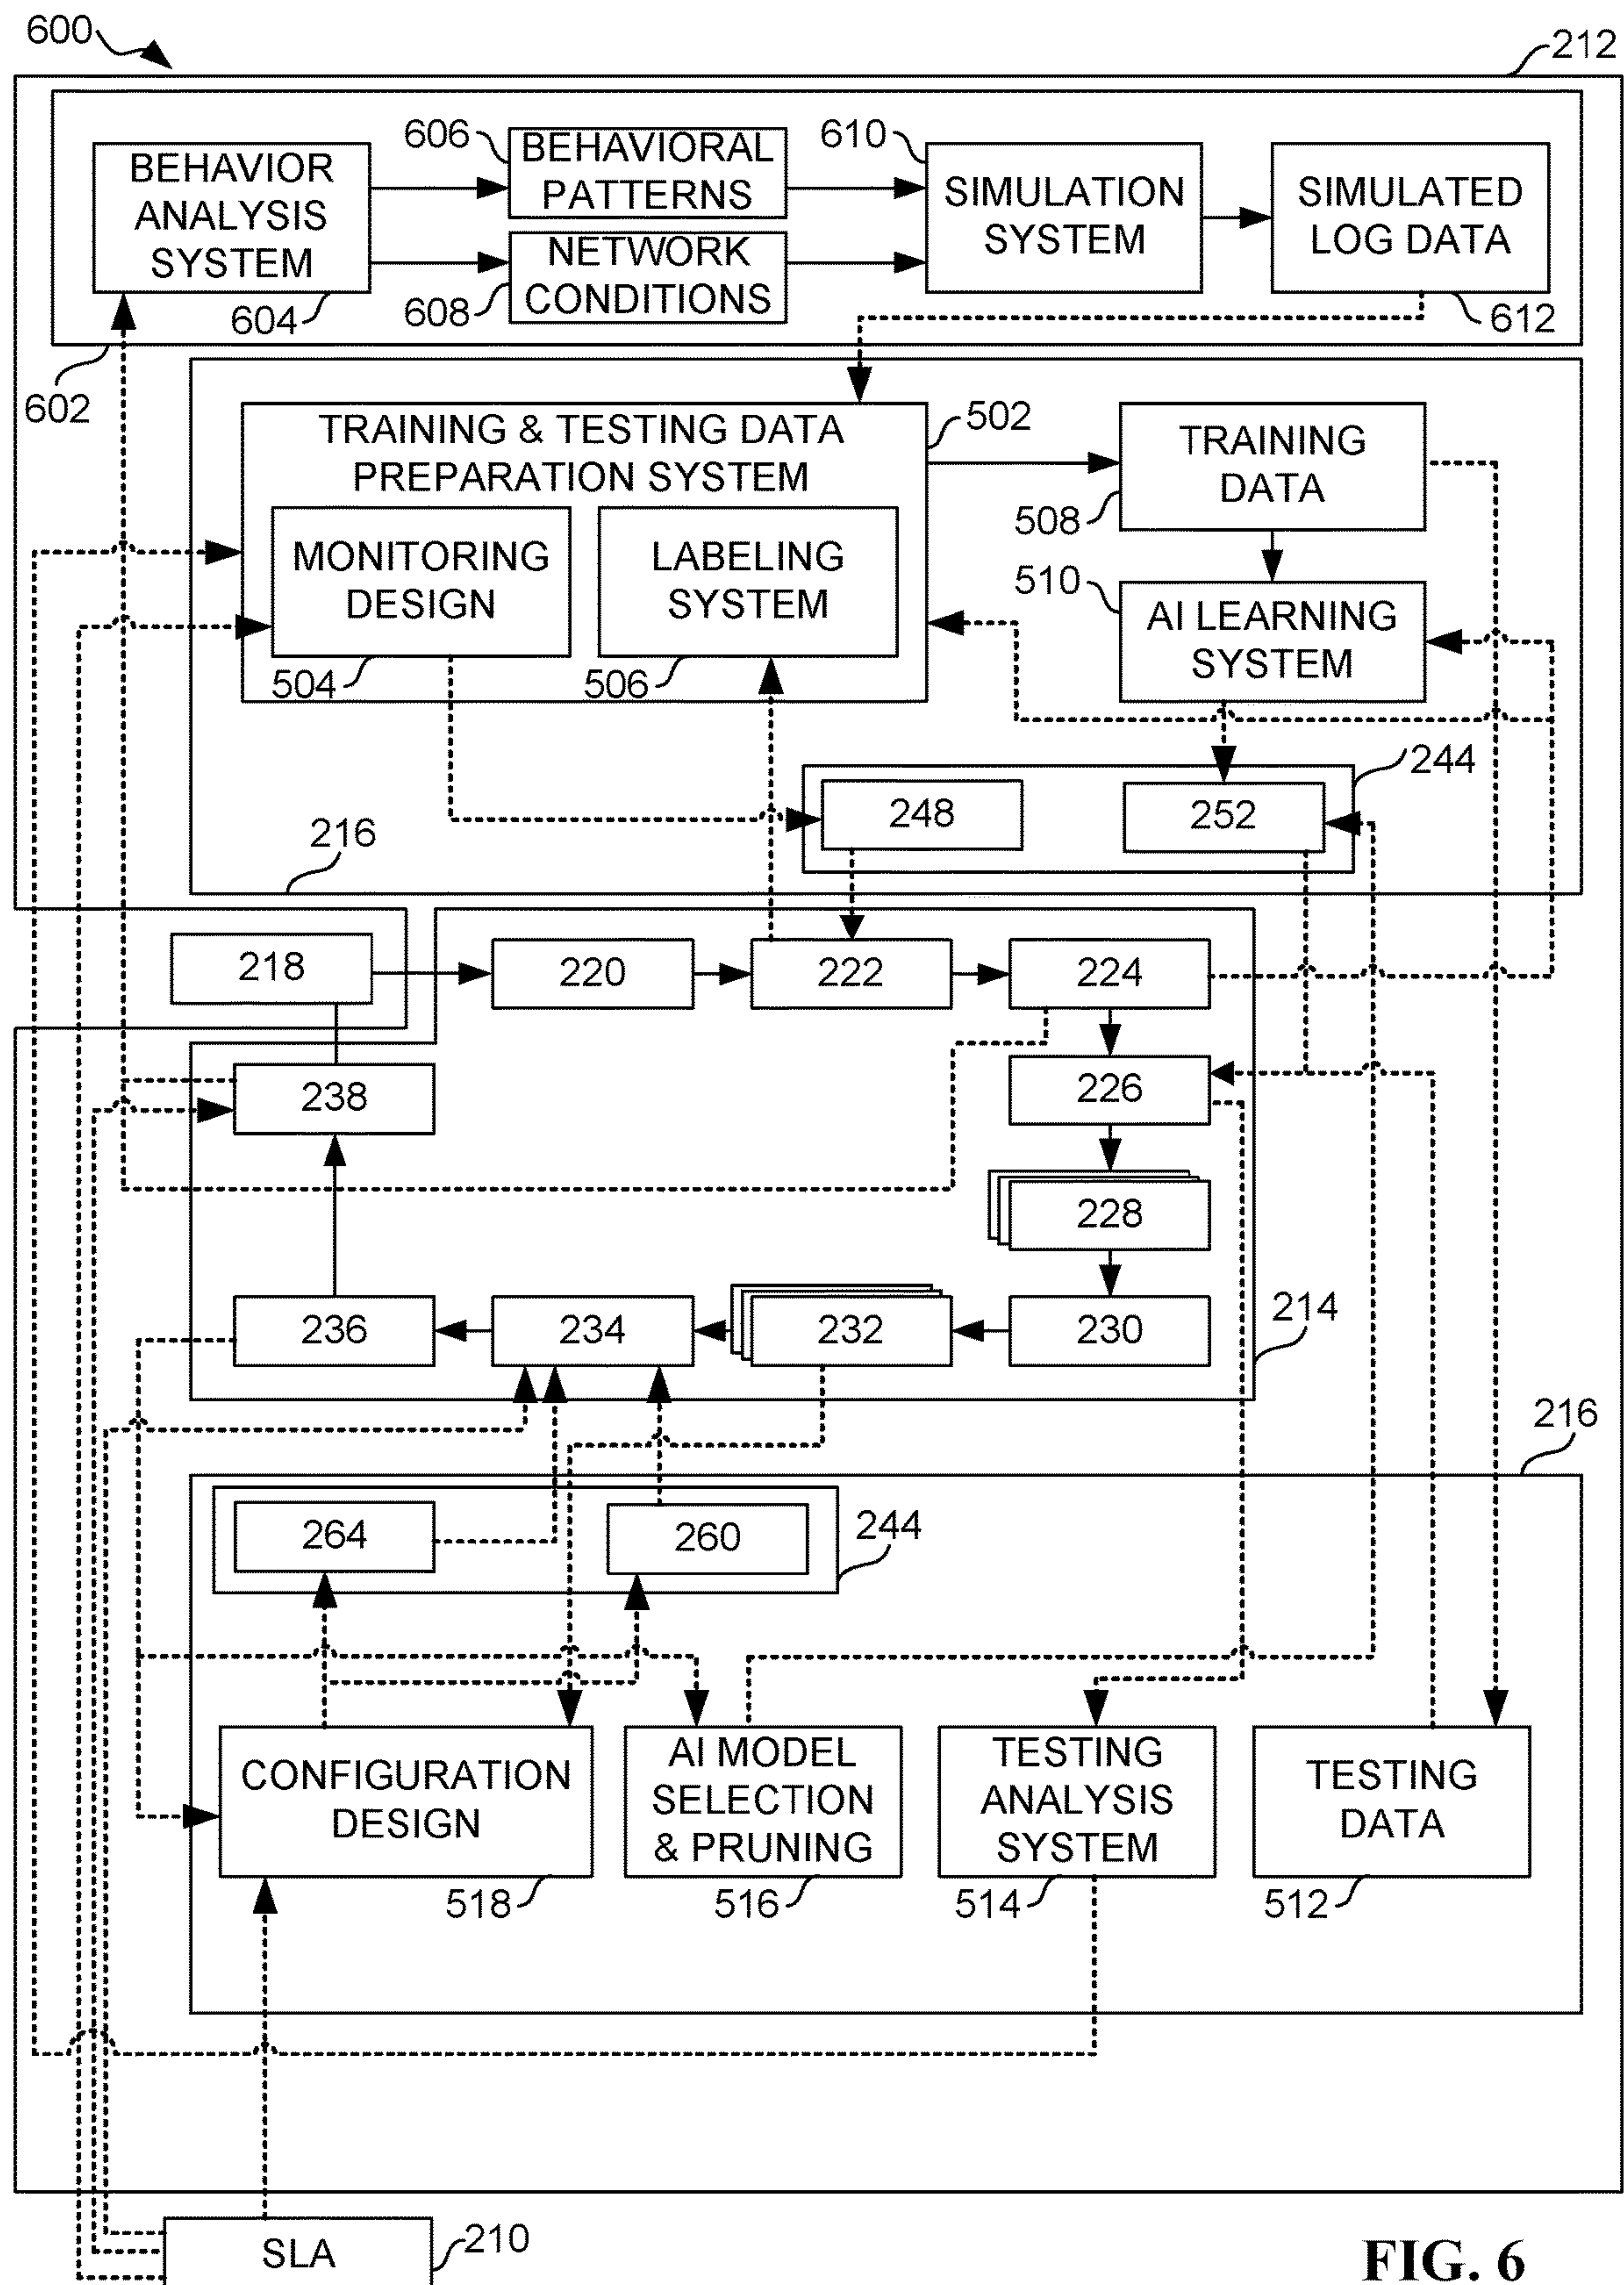 600
212
606
BEHAVIORAL
PATTERNS
610
BEHAVIOR
ANALYSIS
SYSTEM
SIMULATION
SYSTEM
SIMULATED
LOG DATA
NETWORK
CONDITIONS
604
608
612
602
TRAINING & TESTING DATA
PREPARATION SYSTEM
502
TRAINING
DATA
508
MONITORING
DESIGN
LABELING
SYSTEM
510
AI LEARNING
SYSTEM
504
506
244
248
252
216
218
220
222
224
238
226
228
214
236
234
232
230
216
264
260
244
CONFIGURATION
DESIGN
AI MODEL
SELECTION
& PRUNING
TESTING
ANALYSIS
SYSTEM
TESTING
DATA
518
516
514
512
SLA
210
FIG. 6